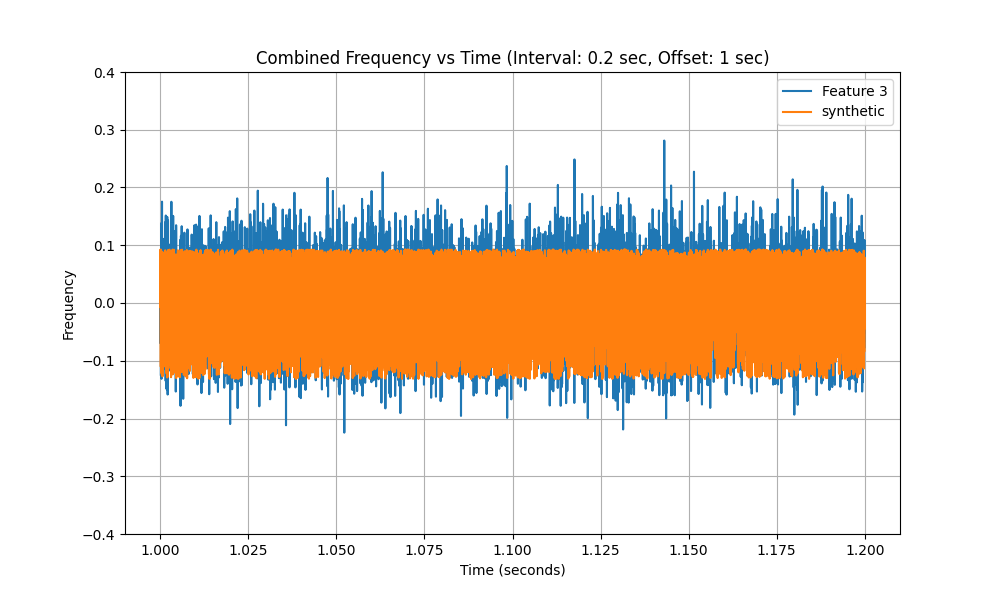 Combined Frequency vs Time (Interval: 0.2 sec, Offset: 1 sec)
Feature 3
synthetic
Frequency
0.4
0.3
0.2
0.1
0.0
−0.1
−0.2
−0.3
−0.4
1.000 1.025 1.050 1.075 1.100 1.125 1.150 1.175 1.200
Time (seconds)